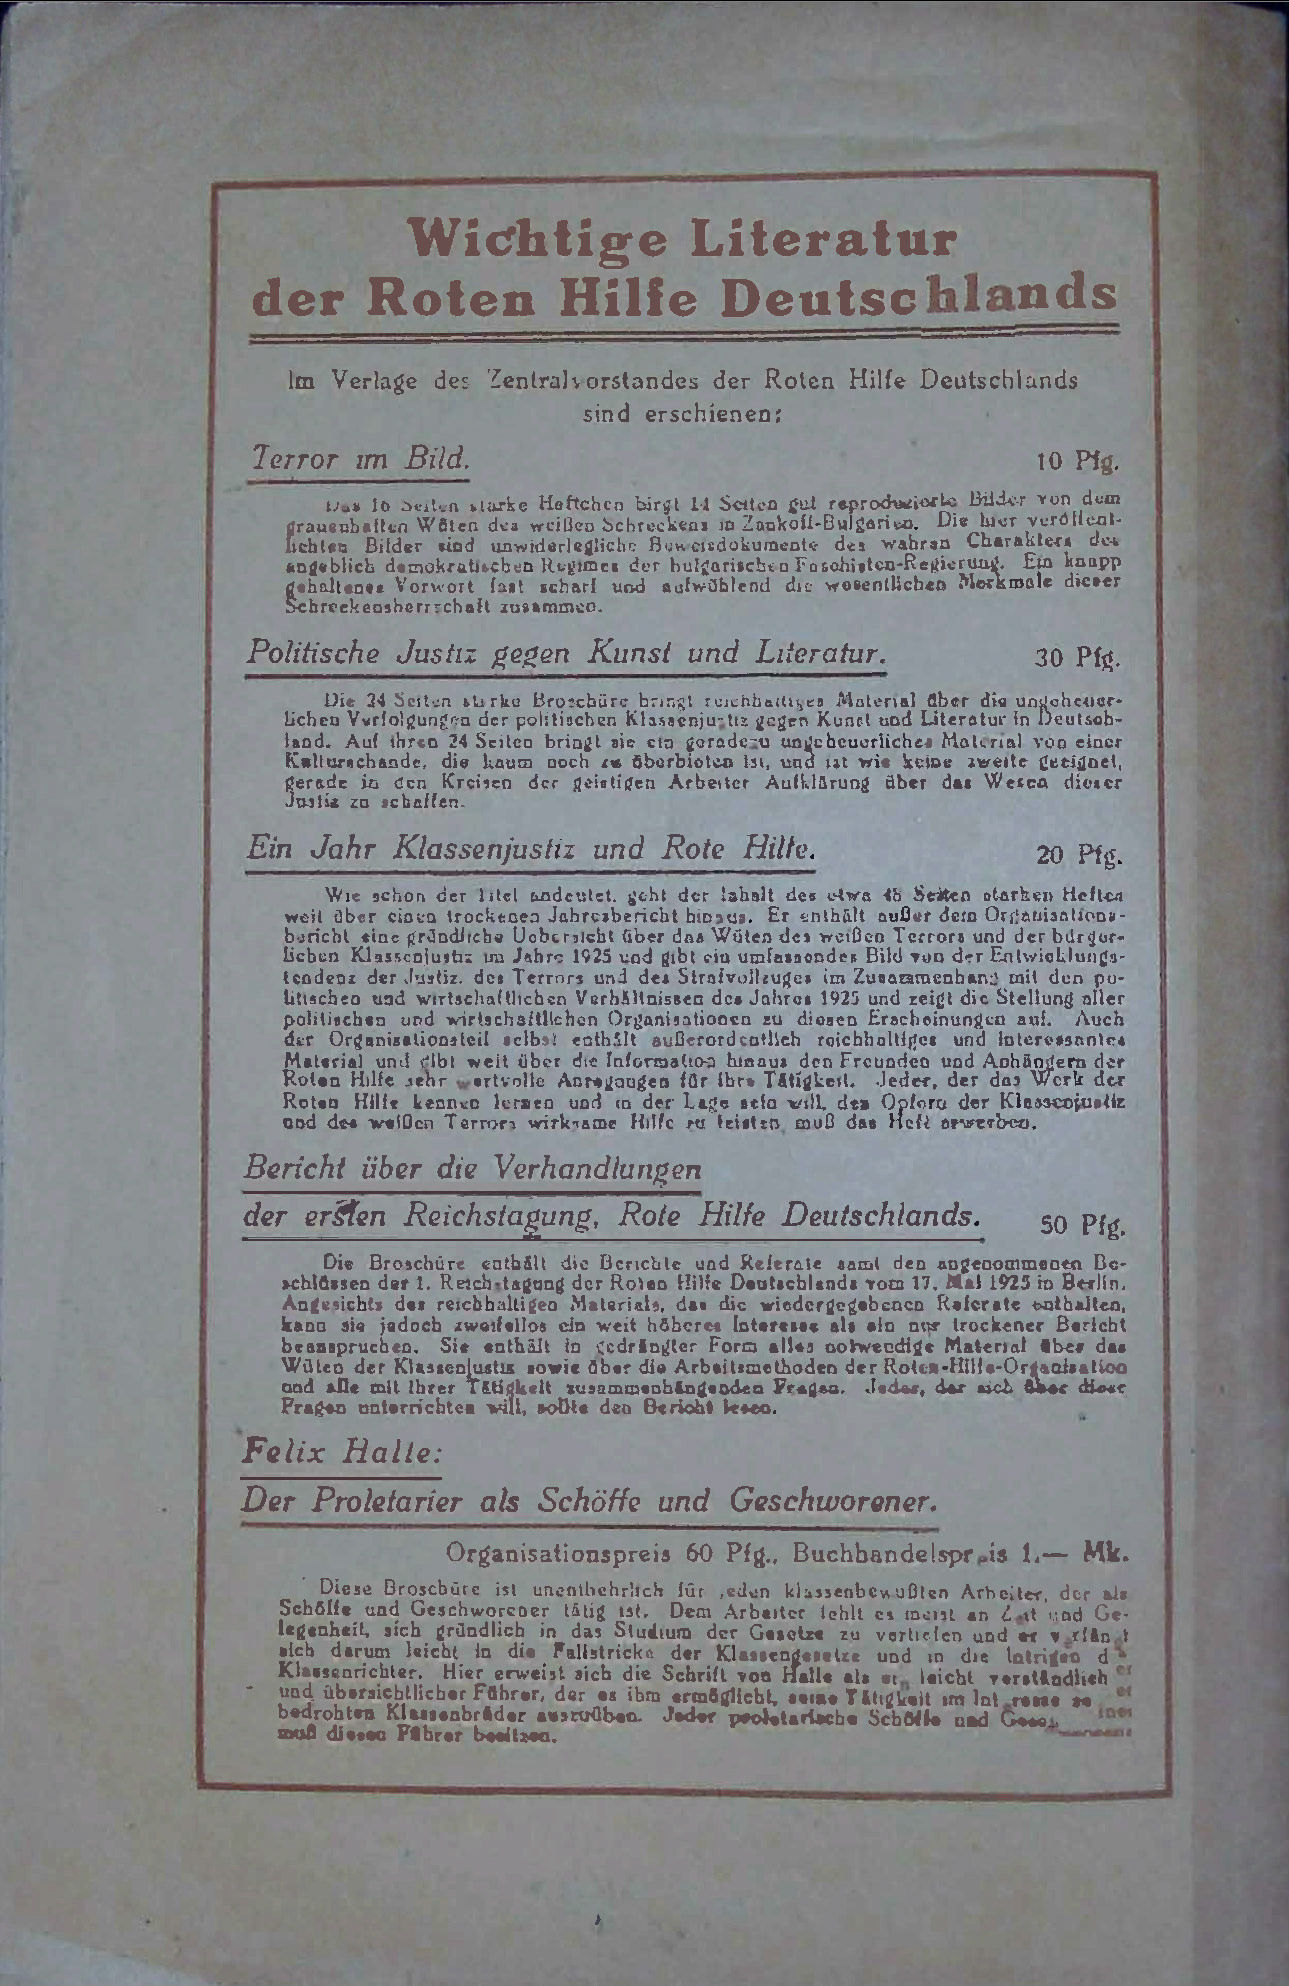 Wichtige Literatur
der Roten Hilfe Deutschlands
Im Verlage des Zentralvorstandes der Roten Hilfe Deutschlands
sind erschienen:
Terror im Bild. 10 Pfg.
Das 16 Seiten starke Heftchen birgt 14 Seiten gut reproduzierte Bilder von dem
grauenhaften Wüten des weißen Schreckens in Zankoff-Bulgarien. Die hier veröffent-
lichten Bilder sind unwiderlegliche Beweisdokumente des wahren Charakters des
angeblich demokratischen Regimes der bulgarischen Faschisten-Regierung. Ein knapp
gehaltenes Vorwort fast scharf und aufwühlend die wesentlichen Merkmale dieser
Schreckensherrschaft zusammen.
Politische Justiz gegen Kunst und Literatur. 30 Pfg.
Die 24 Seiten starke Broschüre bringt reichhaltiges Material über die ungeheuer-
lichen Verfolgungen der politischen Klassenjustiz gegen Kunst und Literatur in Deutsch-
land. Auf ihren 24 Seiten bringt sie ein geradezu ungeheuerliches Material von einer
Kulturschande, die kaum noch zu überbieten ist, und ist wie keine zweite geeignet,
gerade in den Kreisen der geistigen Arbeiter Aufklärung über das Wesen dieser
Justiz zu schaffen.
Ein Jahr Klassenjustiz und Rote Hilfe. 20 Pfg.
Wie schon der Titel andeutet, geht der Inhalt des etwa 48 Seiten starken Heftes
weit über einen trockenen Jahresbericht hinaus. Er enthält außer dem Organisations-
bericht eine gründliche Uebersicht über das Wüten des weißen Terrors und der bürger-
lichen Klassenjustiz im Jahre 1925 und gibt ein umfassendes Bild von der Entwicklungs-
tendenz der Justiz, des Terrors und des Strafvollzuges im Zusammenhang mit den po-
litischen und wirtschaftlichen Verhältnissen des Jahres 1925 und zeigt die Stellung aller
politischen und wirtschaftlichen Organisationen zu diesen Erscheinungen auf. Auch
der Organisationsteil selbst enthält außerordentlich reichhaltiges und interessantes
Material und gibt weit über die Information hinaus den Freunden und Anhängern der
Roten Hilfe sehr wertvolle Anregungen für ihre Tätigkeit. Jeder, der das Werk der
Roten Hilfe kennen lernen und in der Lage sein will, den Opfern der Klassenjustiz
und des weißen Terrors wirksame Hilfe zu leisten, muß das Heft erwerben.
Bericht über die Verhandlungen
der ersten Reichstagung, Rote Hilfe Deutschlands. 50 Pfg.
Die Broschüre enthält die Berichte und Referate samt den angenommenen Be-
schlüssen der 1. Reichstagung der Roten Hilfe Deutschlands vom 17. Mai 1925 in Berlin.
Angesichts des reichhaltigen Materials, das die wiedergegebenen Referate enthalten,
kann sie jedoch zweifellos ein weit höheres Interesse als ein nur trockener Bericht
beanspruchen. Sie enthält in gedrängter Form alles notwendige Material über das
Wüten der Klassenjustiz sowie über die Arbeitsmethoden der Roten-Hilfe-Organisation
und alle mit ihrer Tätigkeit zusammenhängenden Fragen. Jeder, der sich über diese
Fragen unterrichten will, sollte den Bericht lesen.
Felix Halle:
Der Proletarier als Schöffe und Geschworener.
Organisationspreis 60 Pfg., Buchhandelspreis 1.— Mk.
Diese Broschüre ist unentbehrlich für jeden klassenbewußten Arbeiter, der als
Schöffe und Geschworener tätig ist. Dem Arbeiter fehlt es meist an Zeit und Ge-
legenheit, sich gründlich in das Studium der Gesetze zu vertiefen und er verfängt
sich darum leicht in die Fallstricke der Klassengesetze und in die Intrigen
Klassenrichter. Hier erweist sich die Schrift von Halle als ein leicht verständlich
und übersichtlicher Führer, der es ihm ermöglicht, seine Tätigkeit im Interesse
bedrohten Klassenbrüder auszuüben. Jeder proletarische Schöffe und
muß diesen Führer besitzen.